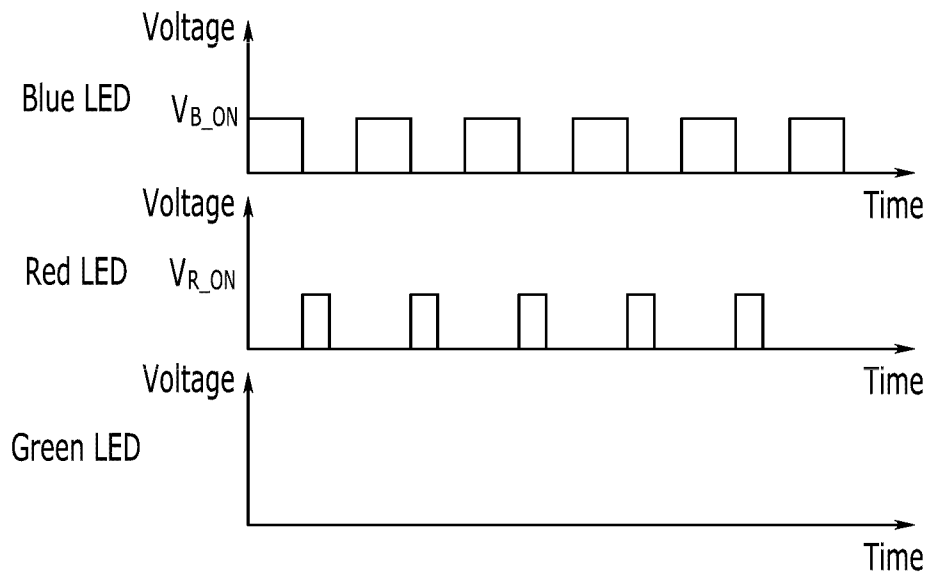 Voltage
Blue LED
V_B_ON
Time
Voltage
Red LED
V_R_ON
Time
Voltage
Green LED
Time